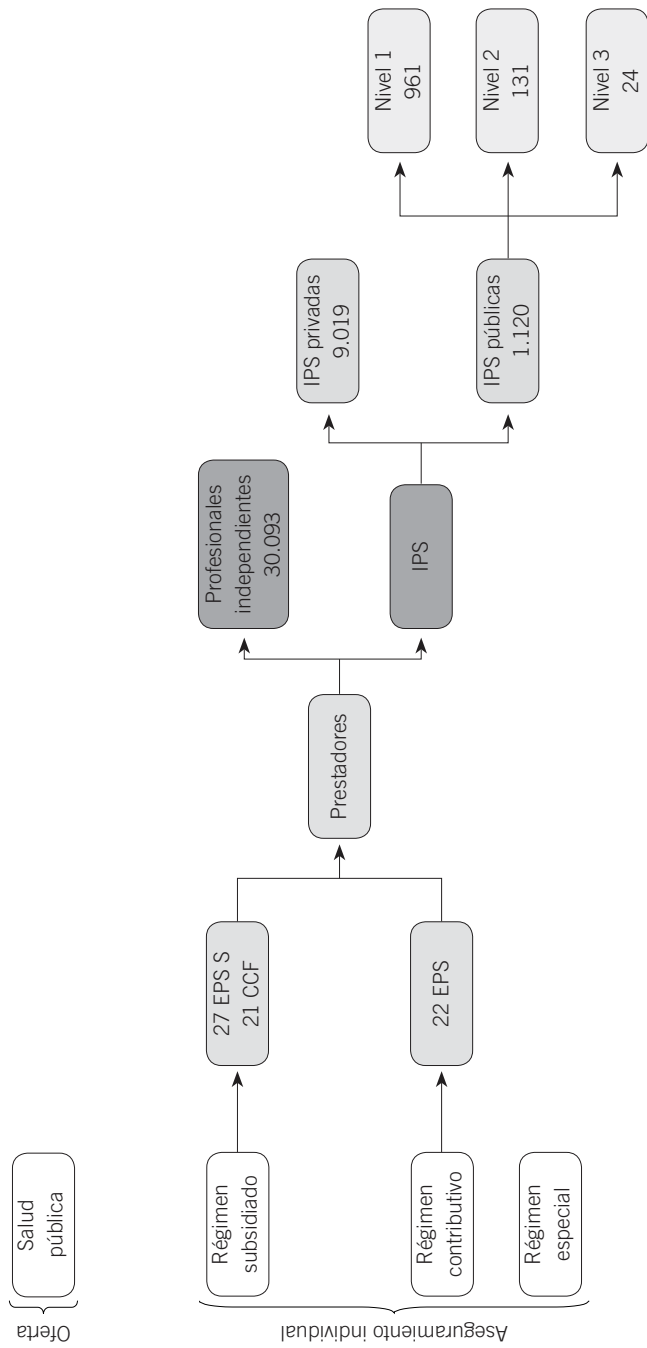 Oferta
Salud
pública
Aseguramiento individual
Régimen
subsidiado
27 EPS S
21 CCF
Régimen
contributivo
22 EPS
Régimen
especial
Prestadores
Profesionales
independientes
30.093
IPS
IPS privadas
9.019
IPS públicas
1.120
Nivel 1
961
Nivel 2
131
Nivel 3
24